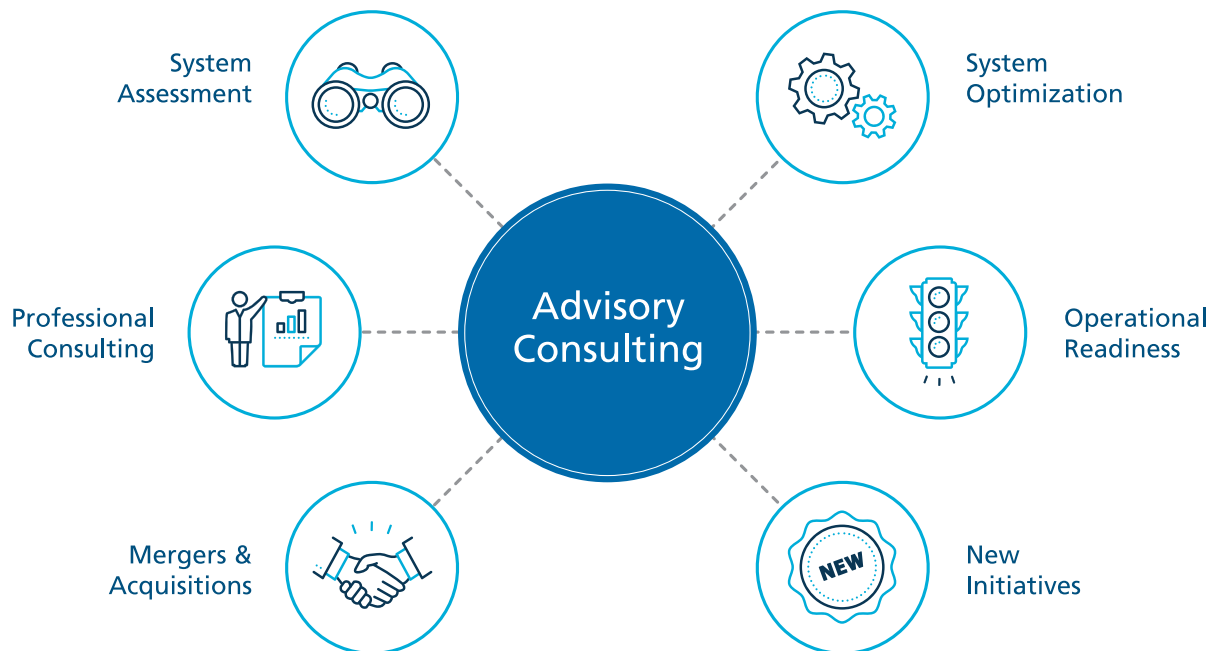 System
Assessment
System
Optimization
Professional
Consulting
Advisory
Consulting
Operational
Readiness
Mergers &
Acquisitions
NEW
New
Initiatives